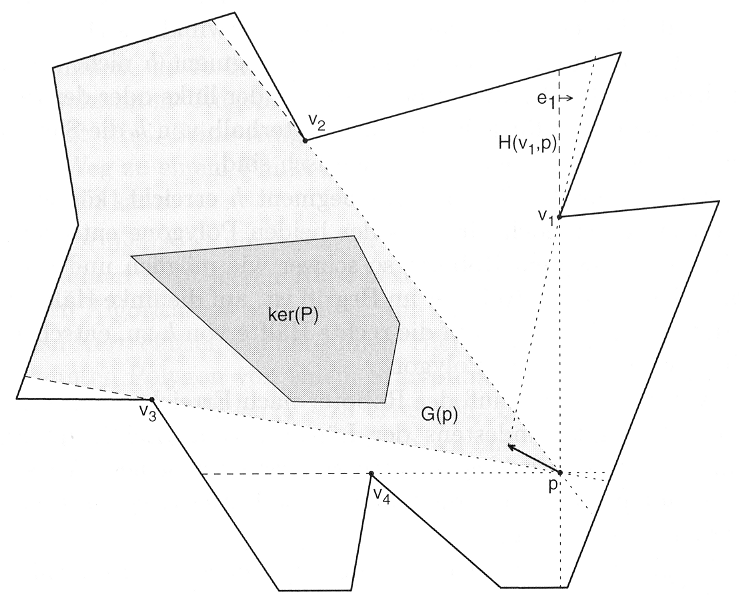 v2
e1
H(v1,p)
v1
ker(P)
G(p)
v3
p
v4